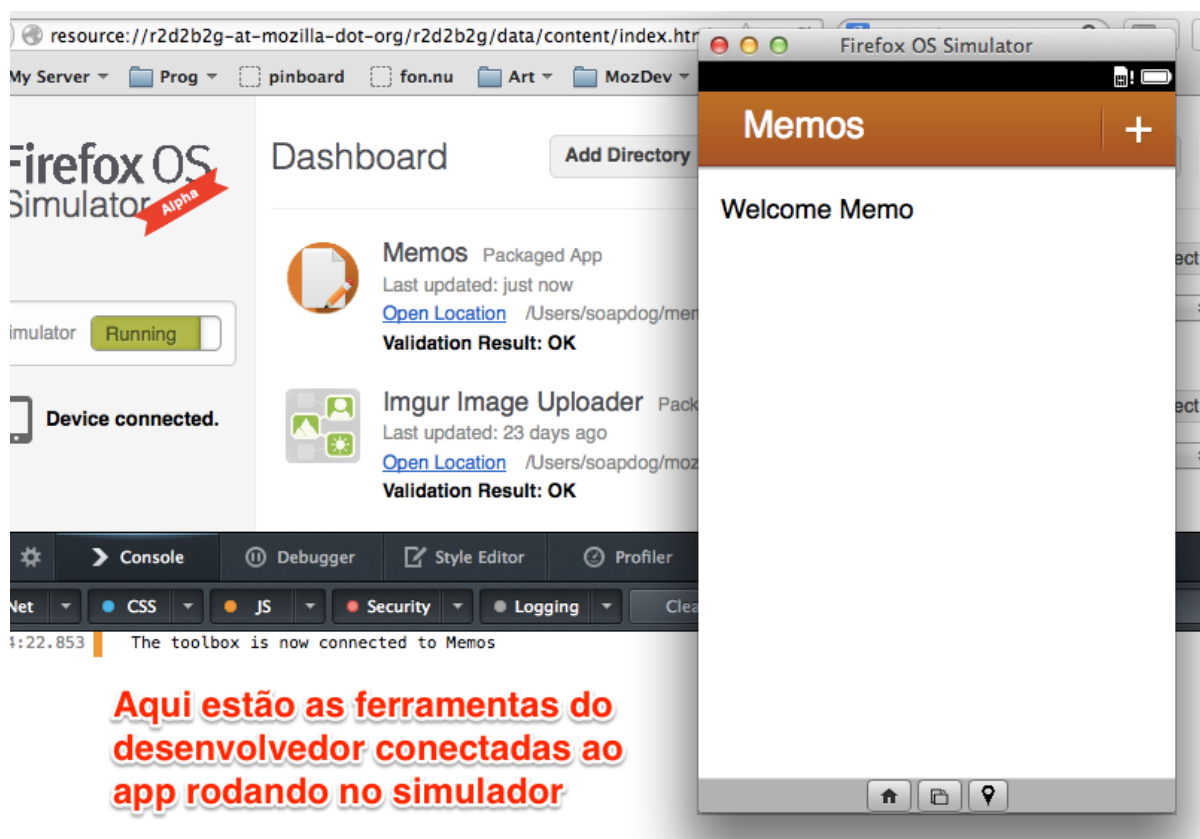 resource://r2d2b2g-at-mozilla-dot-org/r2d2b2g/data/content/index.htm
My Server
Prog
pinboard
fon.nu
Art
MozDev
Firefox OS
Simulator
Alpha
Simulator
Running
Device connected.
Dashboard
Add Directory
Memos Packaged App
Last updated: just now
Open Location /Users/soapdog/mem
Validation Result: OK
Imgur Image Uploader Pack
Last updated: 23 days ago
Open Location /Users/soapdog/moz
Validation Result: OK
Console
Debugger
Style Editor
Profiler
Net
CSS
JS
Security
Logging
Clea
4:22.853 The toolbox is now connected to Memos
Aqui estão as ferramentas do
desenvolvedor conectadas ao
app rodando no simulador
Firefox OS Simulator
Memos
+
Welcome Memo
ect
ect